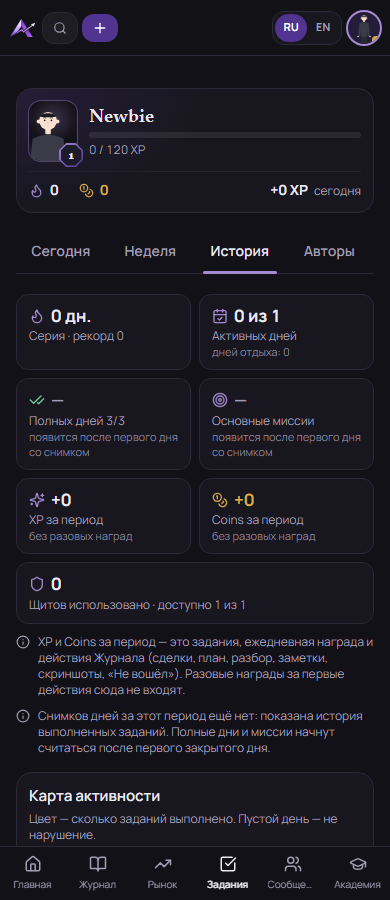 RU EN
Newbie
1
0 / 120 XP
0 0 +0 XP сегодня
Сегодня Неделя История Авторы
0 дн.
Серия · рекорд 0
0 из 1
Активных дней
дней отдыха: 0
—
Полных дней 3/3
появится после первого дня
со снимком
—
Основные миссии
появится после первого дня
со снимком
+0
XP за период
без разовых наград
+0
Coins за период
без разовых наград
0
Щитов использовано · доступно 1 из 1
XP и Coins за период — это задания, ежедневная награда и
действия Журнала (сделки, план, разбор, заметки,
скриншоты, «Не вошёл»). Разовые награды за первые
действия сюда не входят.
Снимков дней за этот период ещё нет: показана история
выполненных заданий. Полные дни и миссии начнут
считаться после первого закрытого дня.
Карта активности
Цвет — сколько заданий выполнено. Пустой день — не
нарушение.
Главная Журнал Рынок Задания Сообще... Академия